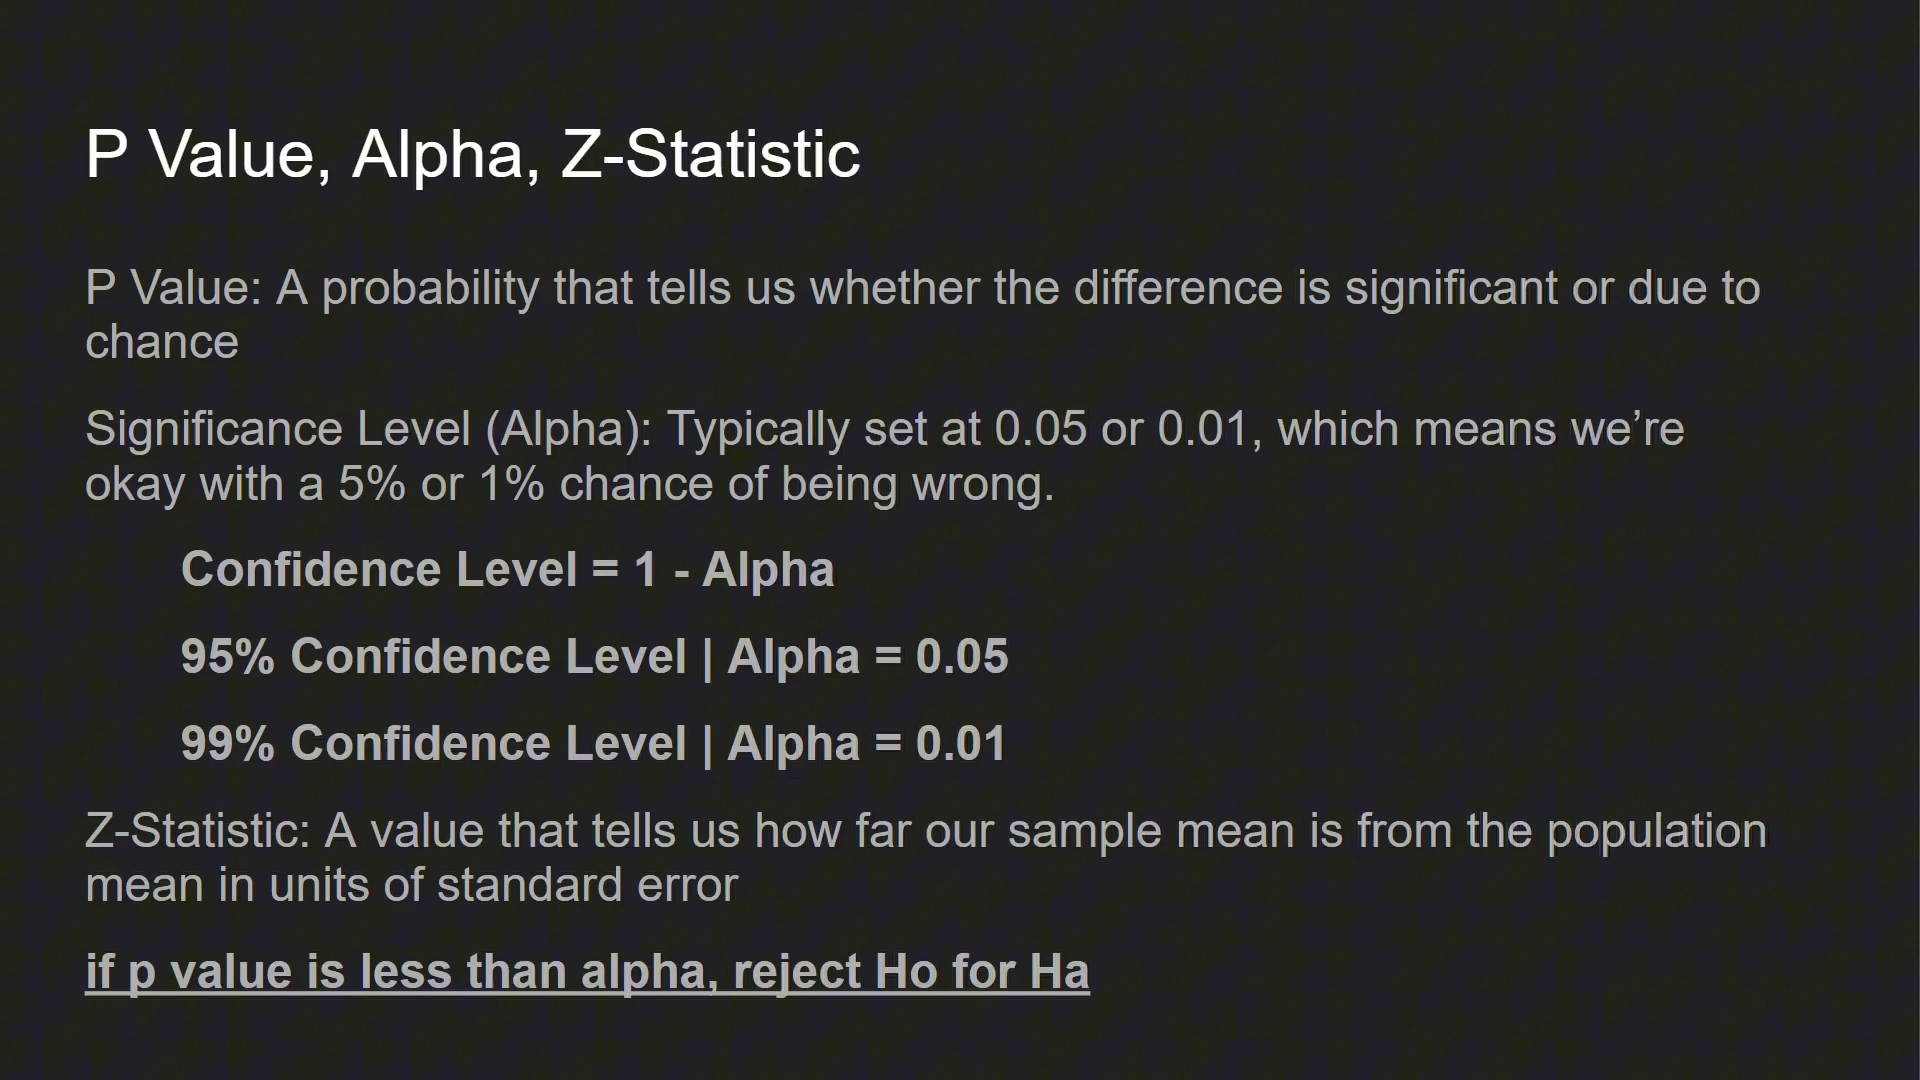 P Value, Alpha, Z-Statistic
P Value: A probability that tells us whether the difference is significant or due to
chance
Significance Level (Alpha): Typically set at 0.05 or 0.01, which means we’re
okay with a 5% or 1% chance of being wrong.
Confidence Level = 1 - Alpha
95% Confidence Level | Alpha = 0.05
99% Confidence Level | Alpha = 0.01
Z-Statistic: A value that tells us how far our sample mean is from the population
mean in units of standard error
if p value is less than alpha, reject Ho for Ha